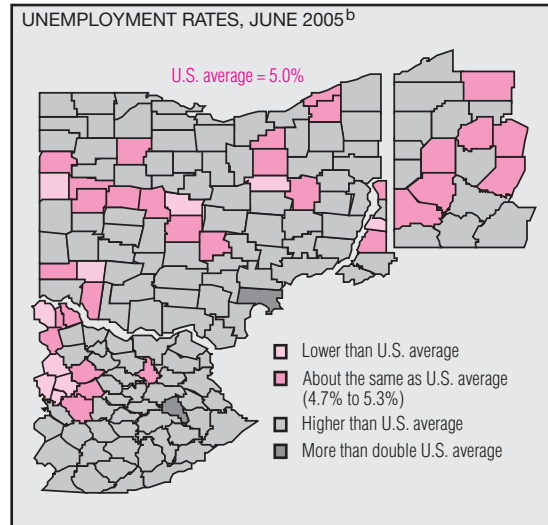 UNEMPLOYMENT RATES, JUNE 2005b
U.S. average = 5.0%
Lower than U.S. average
About the same as U.S. average
(4.7% to 5.3%)
Higher than U.S. average
More than double U.S. average